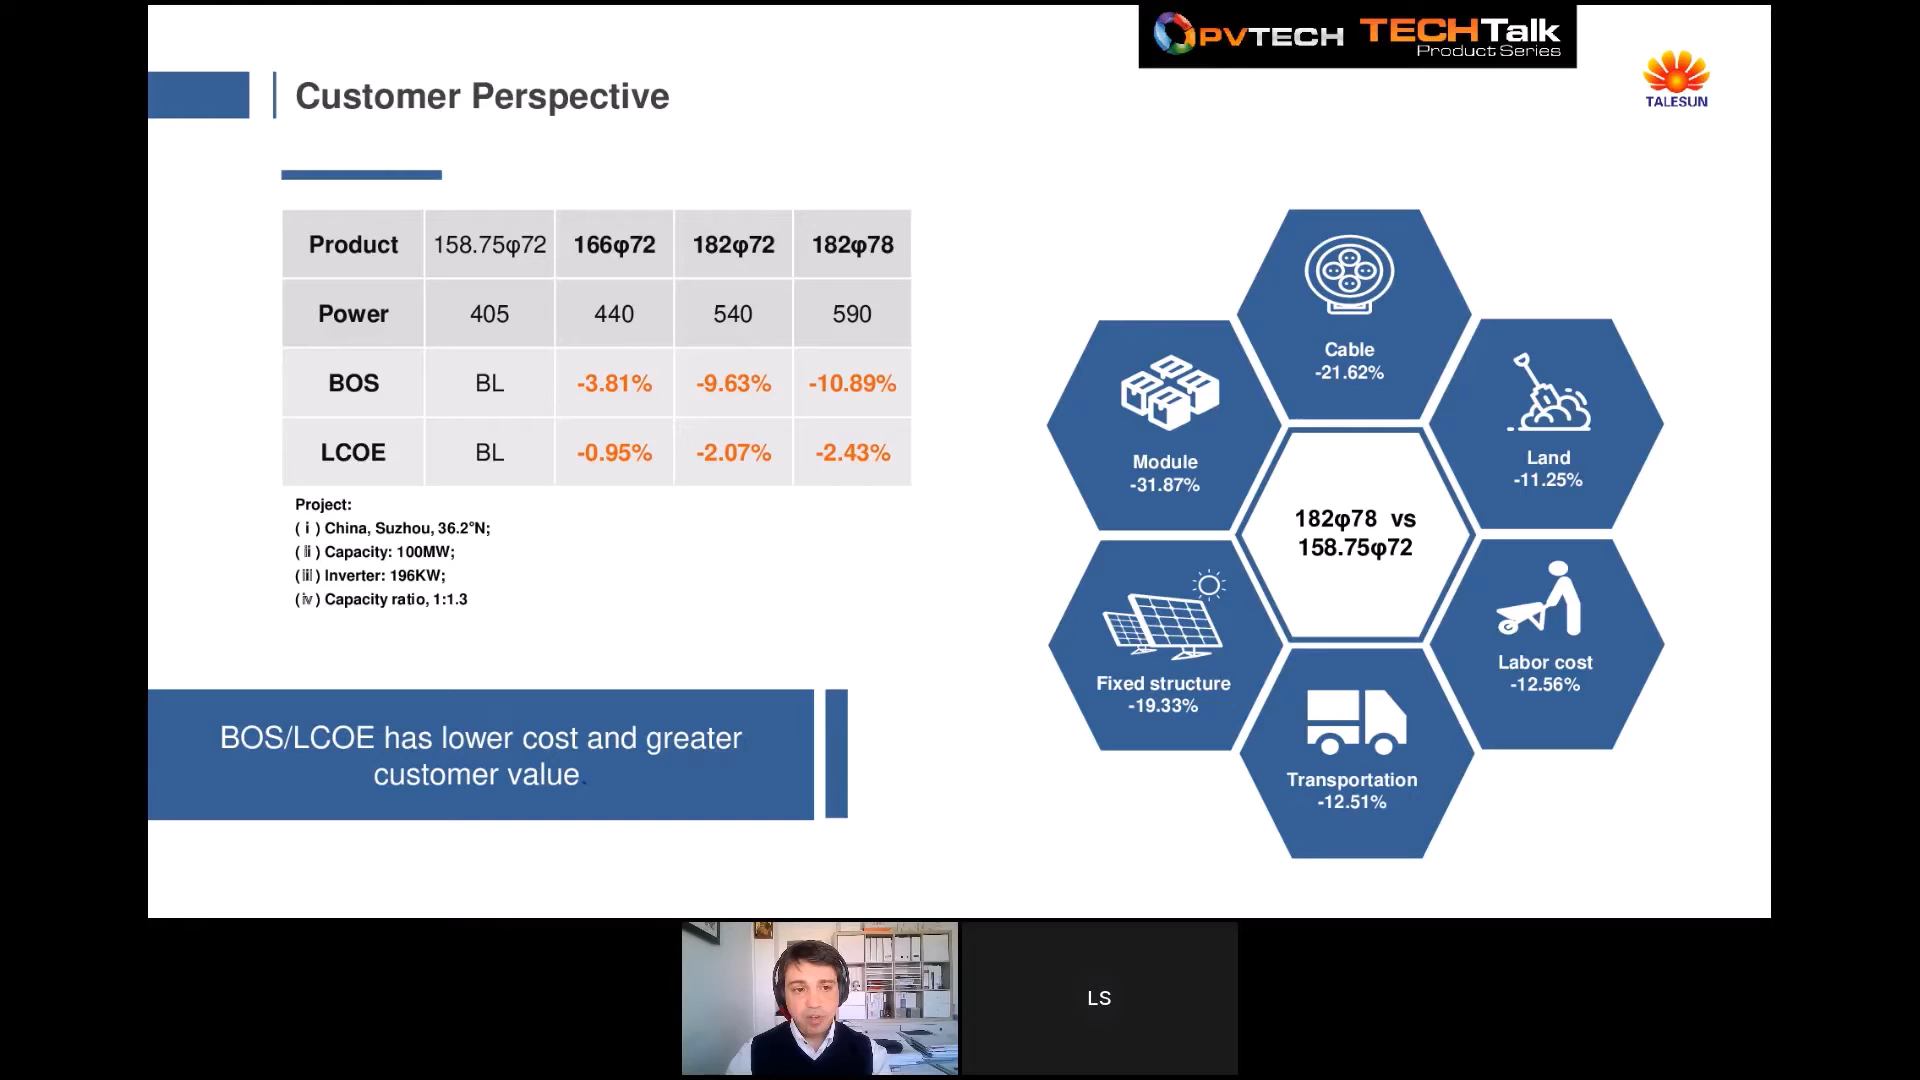 PVTECH TECHTalk
Product Series
TALESUN
Customer Perspective
Product 158.75φ72 166φ72 182φ72 182φ78
Power 405 440 540 590
BOS BL -3.81% -9.63% -10.89%
LCOE BL -0.95% -2.07% -2.43%
Project:
(ⅰ) China, Suzhou, 36.2°N;
(ⅱ) Capacity: 100MW;
(ⅲ) Inverter: 196KW;
(ⅳ) Capacity ratio, 1:1.3
BOS/LCOE has lower cost and greater
customer value.
Cable
-21.62%
Module
-31.87%
Land
-11.25%
182φ78 vs
158.75φ72
Fixed structure
-19.33%
Labor cost
-12.56%
Transportation
-12.51%
LS